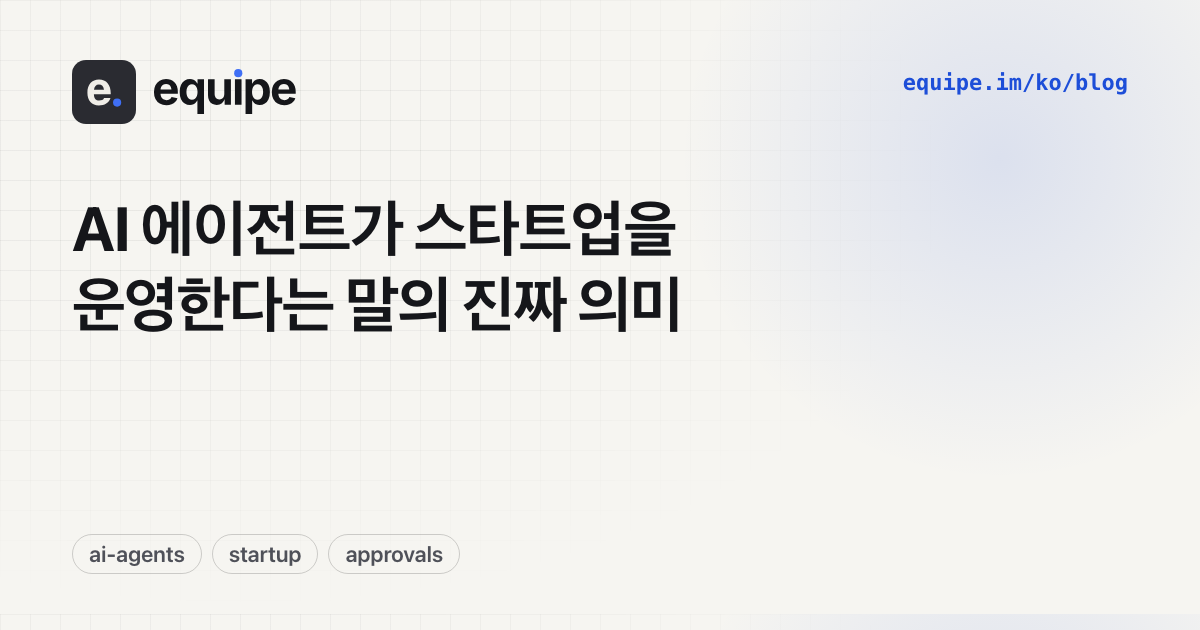 e.
equipe
equipe.im/ko/blog
AI 에이전트가 스타트업을
운영한다는 말의 진짜 의미
ai-agents
startup
approvals